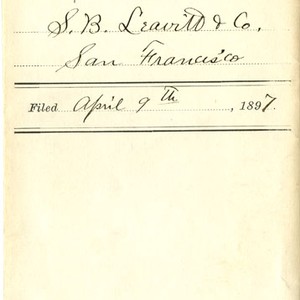 S. B. Leavitt & Co.
San Francisco
Filed April 9th, 1897.